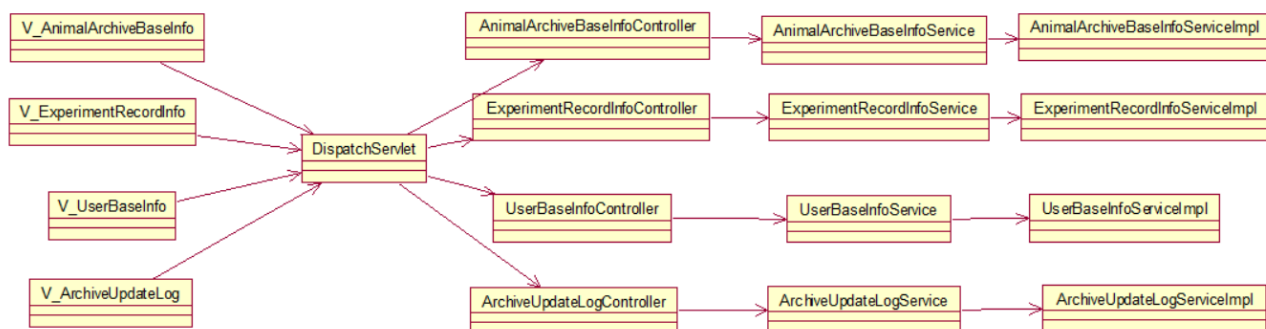 V_AnimalArchiveBaseInfo
AnimalArchiveBaseInfoController
AnimalArchiveBaseInfoService
AnimalArchiveBaseInfoServiceImpl
V_ExperimentRecordInfo
ExperimentRecordInfoController
ExperimentRecordInfoService
ExperimentRecordInfoServiceImpl
DispatchServlet
V_UserBaseInfo
UserBaseInfoController
UserBaseInfoService
UserBaseInfoServiceImpl
V_ArchiveUpdateLog
ArchiveUpdateLogController
ArchiveUpdateLogService
ArchiveUpdateLogServiceImpl